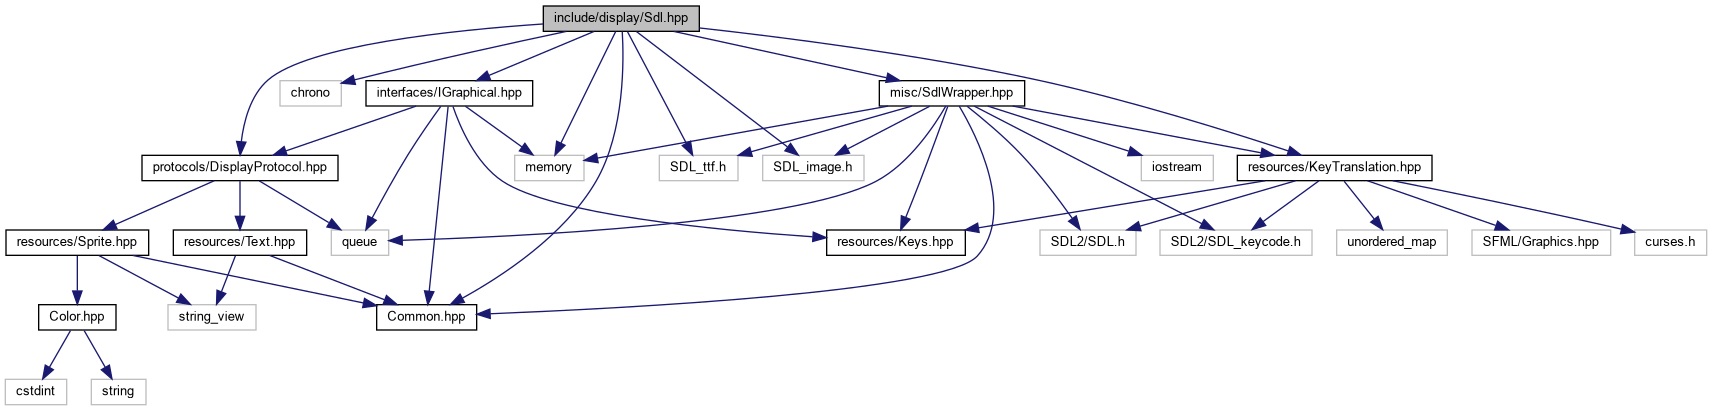 include/display/Sdl.hpp
chrono
interfaces/IGraphical.hpp
misc/SdlWrapper.hpp
protocols/DisplayProtocol.hpp
memory
SDL_ttf.h
SDL_image.h
iostream
resources/KeyTranslation.hpp
resources/Sprite.hpp
resources/Text.hpp
queue
resources/Keys.hpp
SDL2/SDL.h
SDL2/SDL_keycode.h
unordered_map
SFML/Graphics.hpp
curses.h
Color.hpp
string_view
Common.hpp
cstdint
string